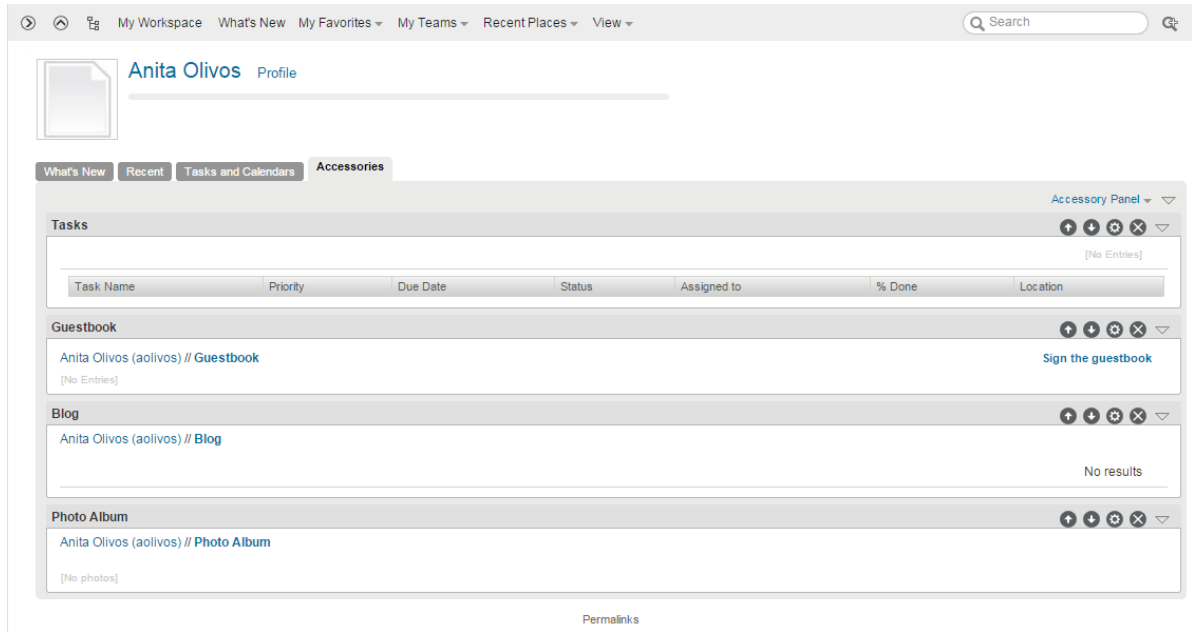 My Workspace What's New My Favorites My Teams Recent Places View Search
Anita Olivos Profile
What's New Recent Tasks and Calendars Accessories
Accessory Panel
Tasks
[No Entries]
Task Name Priority Due Date Status Assigned to % Done Location
Guestbook
Anita Olivos (aolivos) // Guestbook Sign the guestbook
[No Entries]
Blog
Anita Olivos (aolivos) // Blog
No results
Photo Album
Anita Olivos (aolivos) // Photo Album
[No photos]
Permalinks